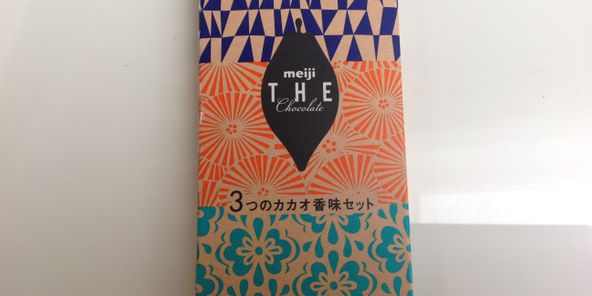 meiji
THE
Chocolate
3つのカカオ香味セット